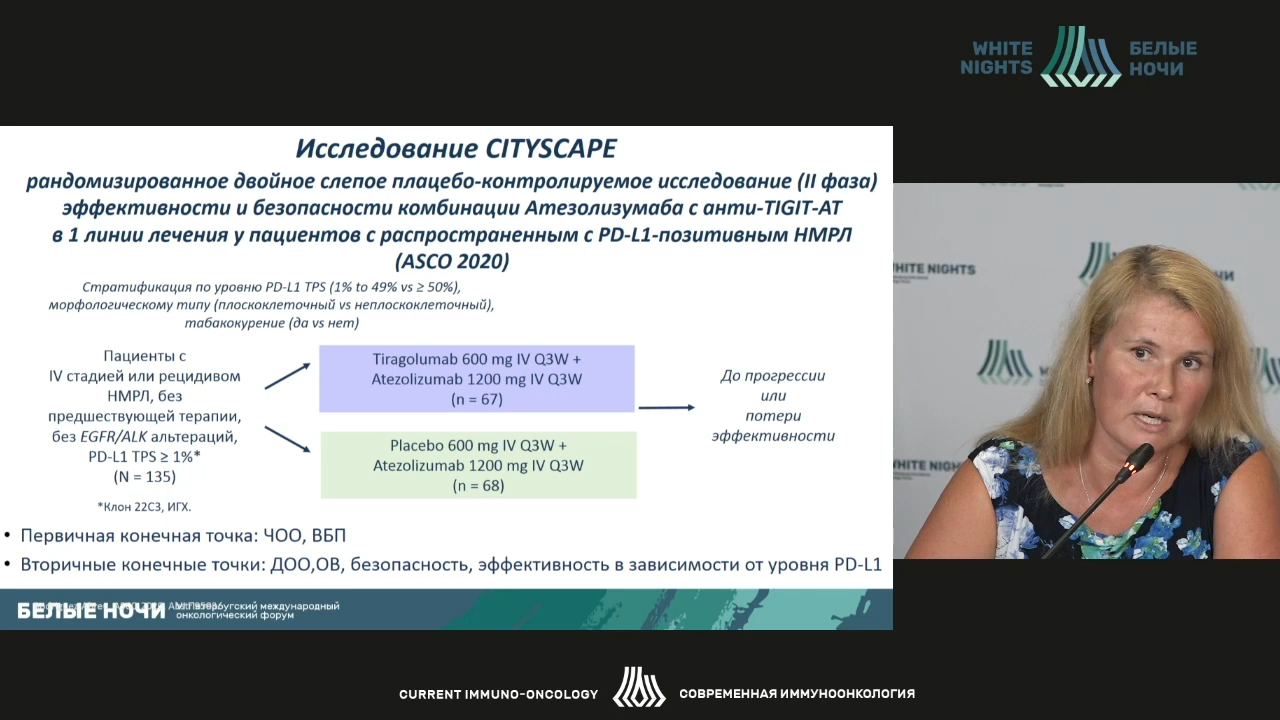 WHITE
NIGHTS
БЕЛЫЕ
НОЧИ
Исследование CITYSCAPE
рандомизированное двойное слепое плацебо-контролируемое исследование (II фаза)
эффективности и безопасности комбинации Атезолизумаба с анти-TIGIT-АТ
в 1 линии лечения у пациентов с распространенным с PD-L1-позитивным НМРЛ
(ASCO 2020)
Стратификация по уровню PD-L1 TPS (1% to 49% vs ≥ 50%),
морфологическому типу (плоскоклеточный vs неплоскоклеточный),
табакокурение (да vs нет)
Пациенты с
IV стадией или рецидивом
НМРЛ, без
предшествующей терапии,
без EGFR/ALK альтераций,
PD-L1 TPS ≥ 1%*
(N = 135)
*Клон 22С3, ИГХ.
Tiragolumab 600 mg IV Q3W +
Atezolizumab 1200 mg IV Q3W
(n = 67)
Placebo 600 mg IV Q3W +
Atezolizumab 1200 mg IV Q3W
(n = 68)
До прогрессии
или
потери
эффективности
• Первичная конечная точка: ЧОО, ВБП
• Вторичные конечные точки: ДОО,ОВ, безопасность, эффективность в зависимости от уровня PD-L1
БЕЛЫЕ НОЧИ
международный
онкологический форум
WHITE NIGHTS
WHITE NIGHTS
CURRENT IMMUNO-ONCOLOGY
СОВРЕМЕННАЯ ИММУНООНКОЛОГИЯ